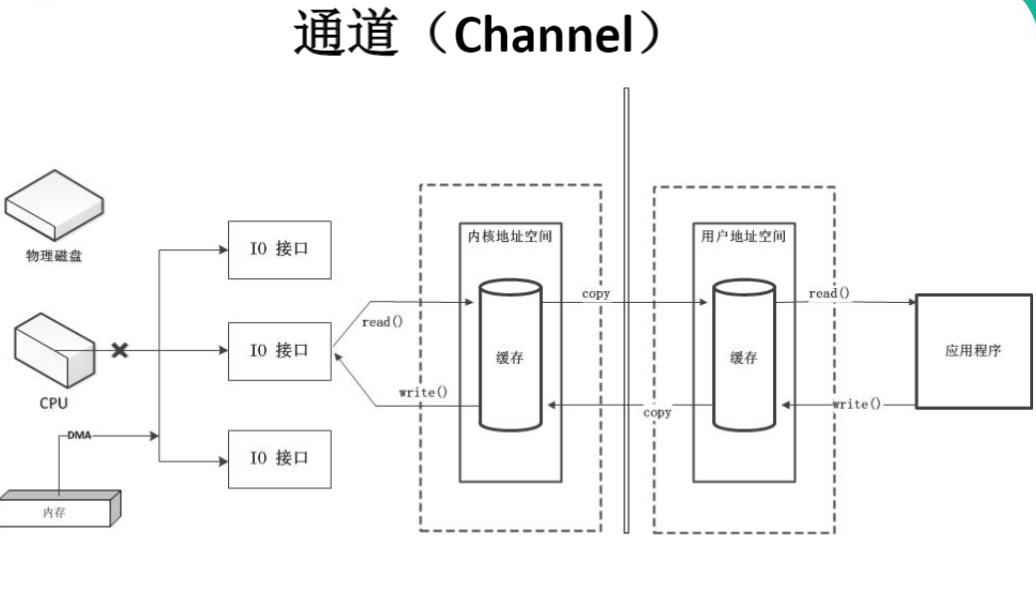 通道（Channel）
物理磁盘
CPU
DMA
内存
IO 接口
IO 接口
IO 接口
read()
write()
内核地址空间
缓存
copy
copy
用户地址空间
缓存
read()
write()
应用程序